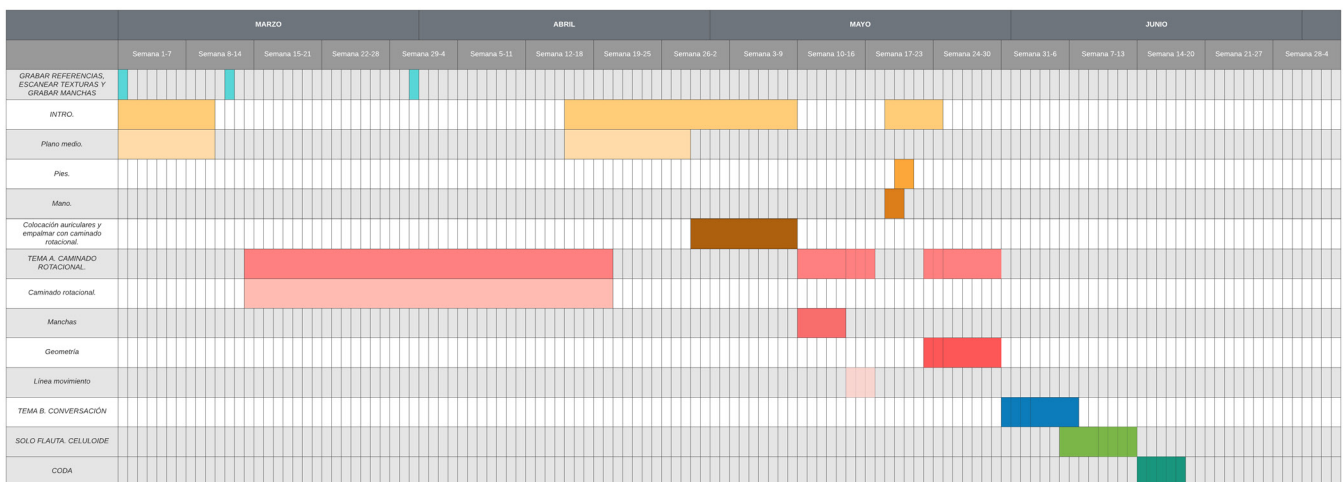 MARZO ABRIL MAYO JUNIO
Semana 1-7 Semana 8-14 Semana 15-21 Semana 22-28 Semana 29-4 Semana 5-11 Semana 12-18 Semana 19-25 Semana 26-2 Semana 3-9 Semana 10-16 Semana 17-23 Semana 24-30 Semana 31-6 Semana 7-13 Semana 14-20 Semana 21-27 Semana 28-4
GRABAR REFERENCIAS,
ESCANEAR TEXTURAS Y
GRABAR MANCHAS
INTRO.
Plano medio.
Pies.
Mano.
Colocación auriculares y
empalmar con caminado
rotacional.
TEMA A. CAMINADO
ROTACIONAL.
Caminado rotacional.
Manchas
Geometría
Línea movimiento
TEMA B. CONVERSACIÓN
SOLO FLAUTA. CELULOIDE
CODA